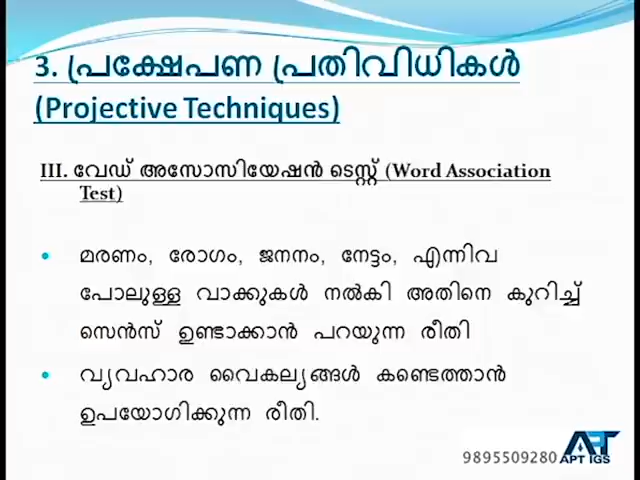 3. പ്രക്ഷേപണ പ്രതിവിധികൾ
(Projective Techniques)
III. വേഡ് അസോസിയേഷൻ ടെസ്റ്റ് (Word Association
Test)
• മരണം, രോഗം, ജനനം, നേട്ടം, എന്നിവ
പോലുള്ള വാക്കുകൾ നൽകി അതിനെ കുറിച്ച്
സെൻസ് ഉണ്ടാക്കാൻ പറയുന്ന രീതി
• വ്യവഹാര വൈകല്യങ്ങൾ കണ്ടെത്താൻ
ഉപയോഗിക്കുന്ന രീതി.
9895509280 APT IGS